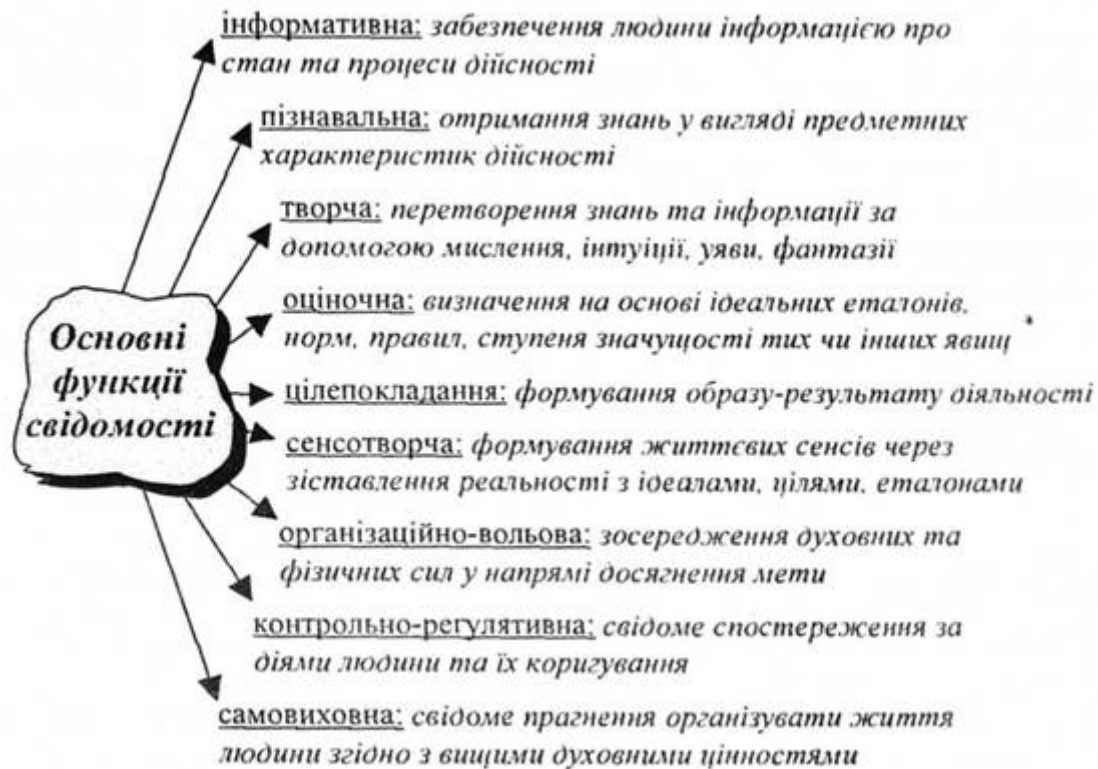 інформативна: забезпечення людини інформацією про
стан та процеси дійсності
пізнавальна: отримання знань у вигляді предметних
характеристик дійсності
творча: перетворення знань та інформації за
допомогою мислення, інтуїції, уяви, фантазії
оціночна: визначення на основі ідеальних еталонів,
норм, правил, ступеня значущості тих чи інших явищ
Основні
функції
свідомості
цілепокладання: формування образу-результату діяльності
сенсотворча: формування життєвих сенсів через
зіставлення реальності з ідеалами, цілями, еталонами
організаційно-вольова: зосередження духовних та
фізичних сил у напрямі досягнення мети
контрольно-регулятивна: свідоме спостереження за
діями людини та їх коригування
самовиховна: свідоме прагнення організувати життя
людини згідно з вищими духовними цінностями